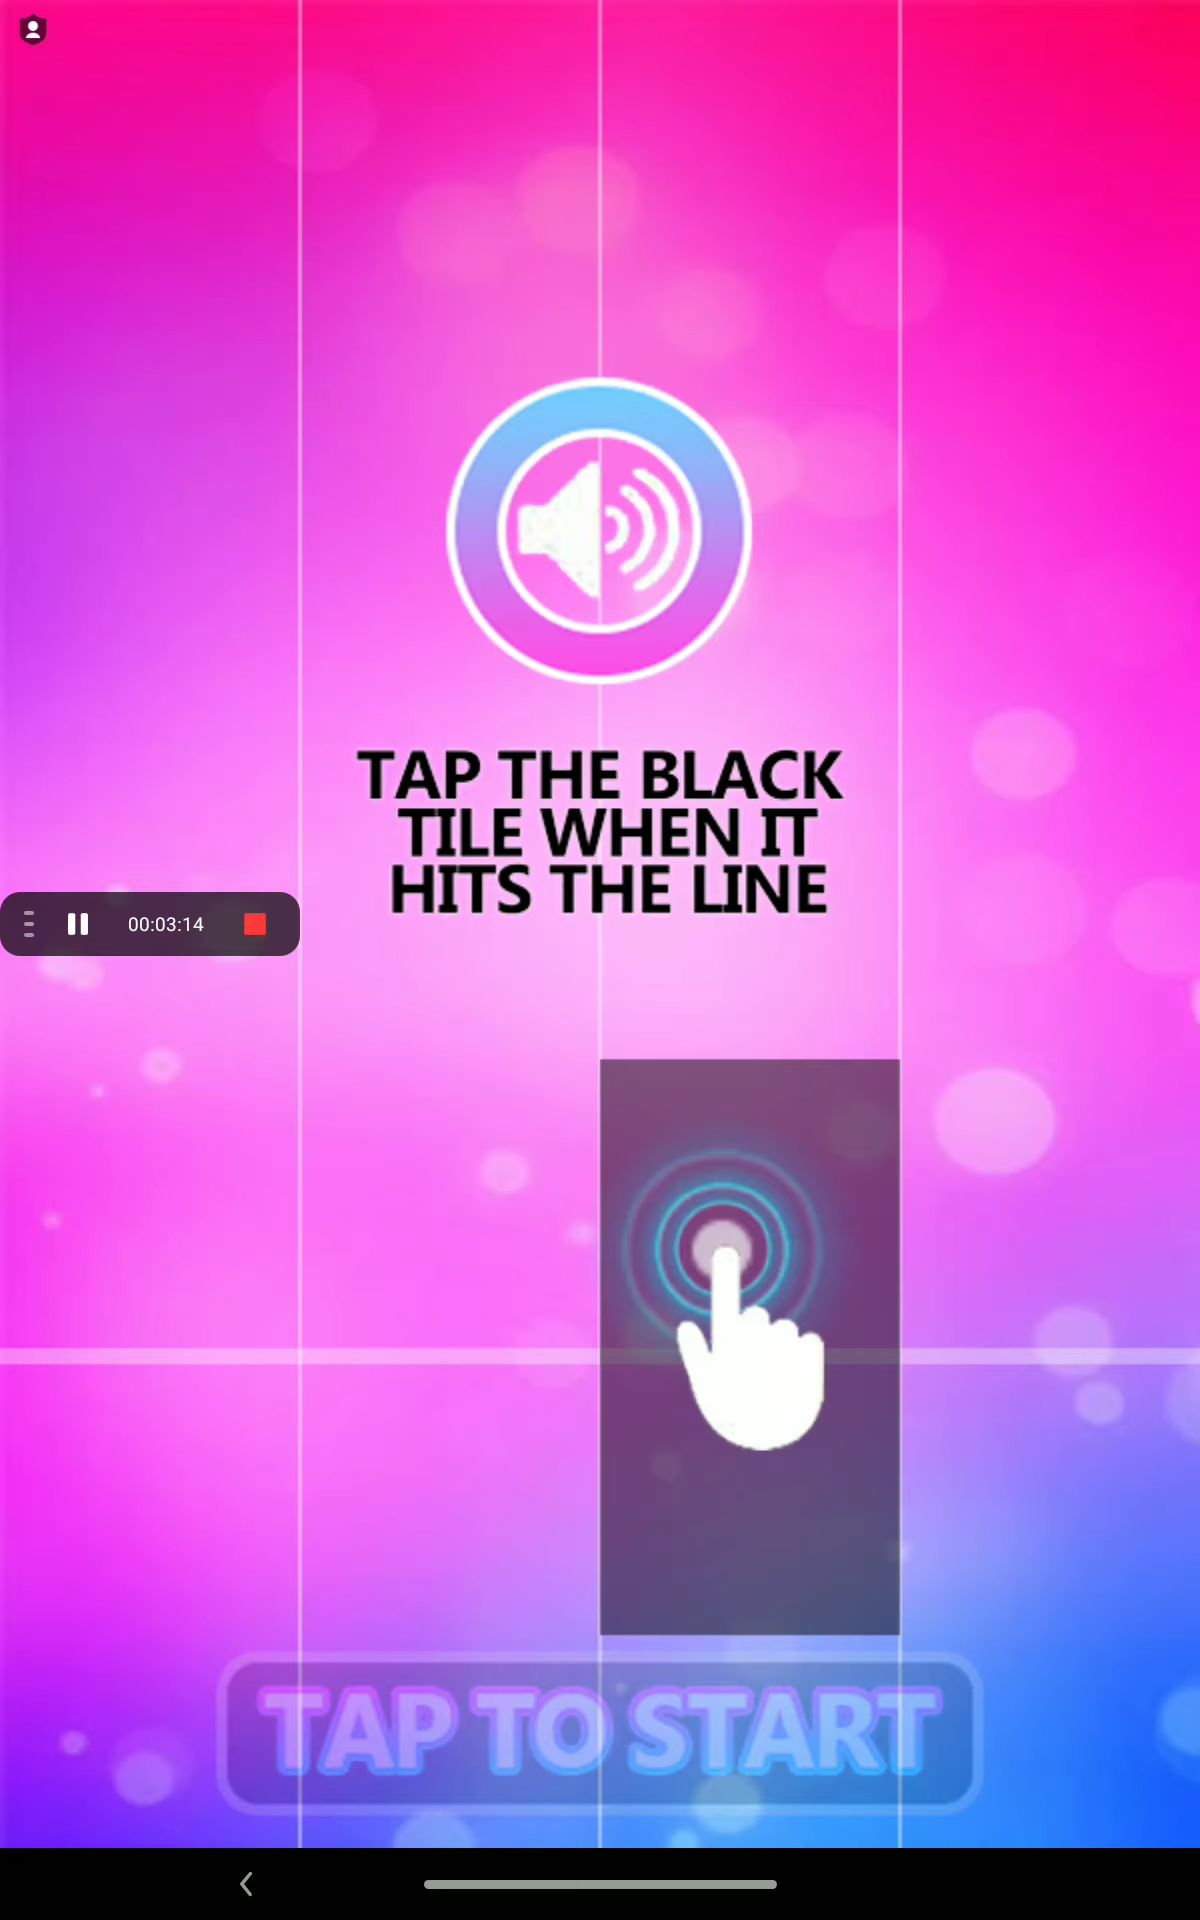 TAP THE BLACK
TILE WHEN IT
HITS THE LINE
00:03:14
TAP TO START